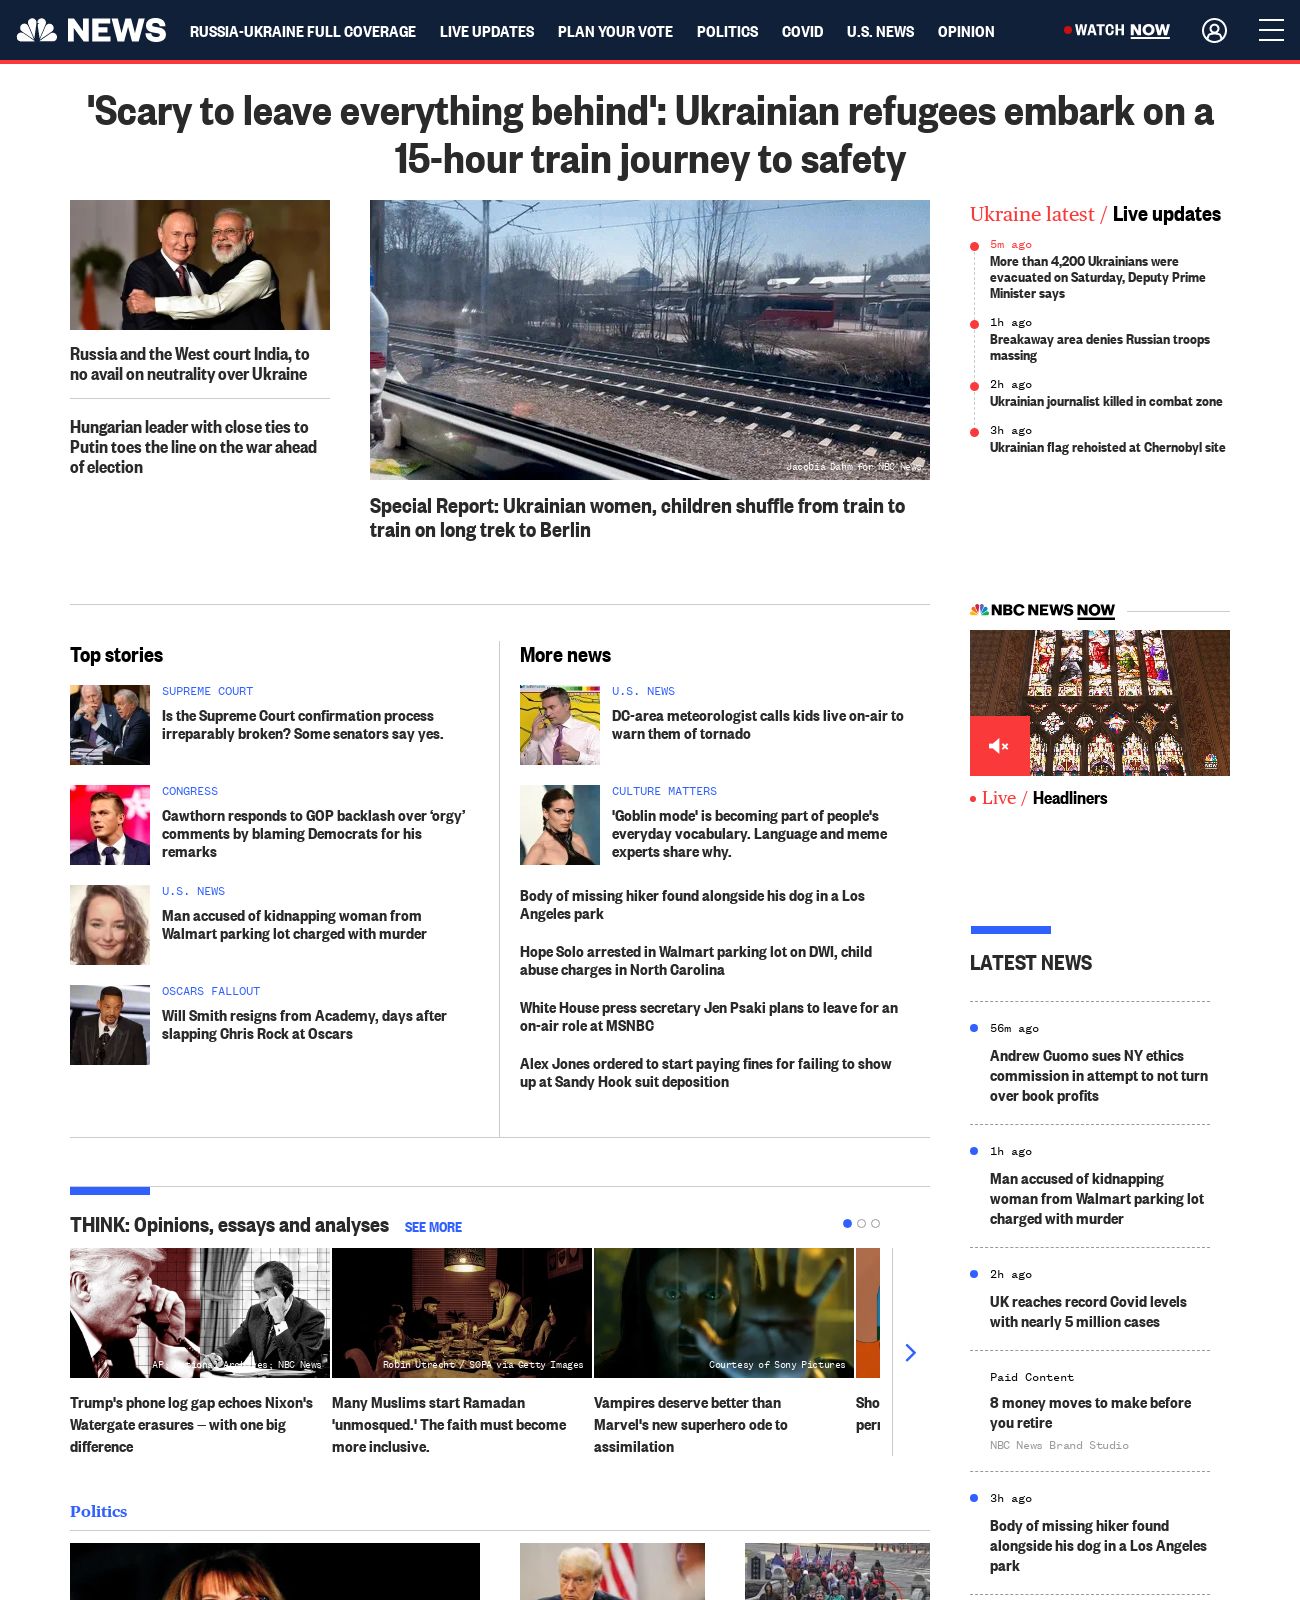 NEWS RUSSIA-UKRAINE FULL COVERAGE LIVE UPDATES PLAN YOUR VOTE POLITICS COVID U.S. NEWS OPINION WATCH NOW
'Scary to leave everything behind': Ukrainian refugees embark on a
15-hour train journey to safety
Russia and the West court India, to
no avail on neutrality over Ukraine
Hungarian leader with close ties to
Putin toes the line on the war ahead
of election
Jacobia Dahm for NBC News
Special Report: Ukrainian women, children shuffle from train to
train on long trek to Berlin
Ukraine latest / Live updates
5m ago
More than 4,200 Ukrainians were
evacuated on Saturday, Deputy Prime
Minister says
1h ago
Breakaway area denies Russian troops
massing
2h ago
Ukrainian journalist killed in combat zone
3h ago
Ukrainian flag rehoisted at Chernobyl site
Top stories
SUPREME COURT
Is the Supreme Court confirmation process
irreparably broken? Some senators say yes.
CONGRESS
Cawthorn responds to GOP backlash over ‘orgy’
comments by blaming Democrats for his
remarks
U.S. NEWS
Man accused of kidnapping woman from
Walmart parking lot charged with murder
OSCARS FALLOUT
Will Smith resigns from Academy, days after
slapping Chris Rock at Oscars
More news
U.S. NEWS
DC-area meteorologist calls kids live on-air to
warn them of tornado
CULTURE MATTERS
'Goblin mode' is becoming part of people's
everyday vocabulary. Language and meme
experts share why.
Body of missing hiker found alongside his dog in a Los
Angeles park
Hope Solo arrested in Walmart parking lot on DWI, child
abuse charges in North Carolina
White House press secretary Jen Psaki plans to leave for an
on-air role at MSNBC
Alex Jones ordered to start paying fines for failing to show
up at Sandy Hook suit deposition
NBC NEWS NOW
Live / Headliners
LATEST NEWS
56m ago
Andrew Cuomo sues NY ethics
commission in attempt to not turn
over book profits
1h ago
Man accused of kidnapping
woman from Walmart parking lot
charged with murder
2h ago
UK reaches record Covid levels
with nearly 5 million cases
Paid Content
8 money moves to make before
you retire
NBC News Brand Studio
3h ago
Body of missing hiker found
alongside his dog in a Los Angeles
park
THINK: Opinions, essays and analyses SEE MORE
AP; National Archives; NBC News
Trump's phone log gap echoes Nixon's
Watergate erasures — with one big
difference
Robin Utrecht / SOPA via Getty Images
Many Muslims start Ramadan
'unmosqued.' The faith must become
more inclusive.
Courtesy of Sony Pictures
Vampires deserve better than
Marvel's new superhero ode to
assimilation
Sho
Politics